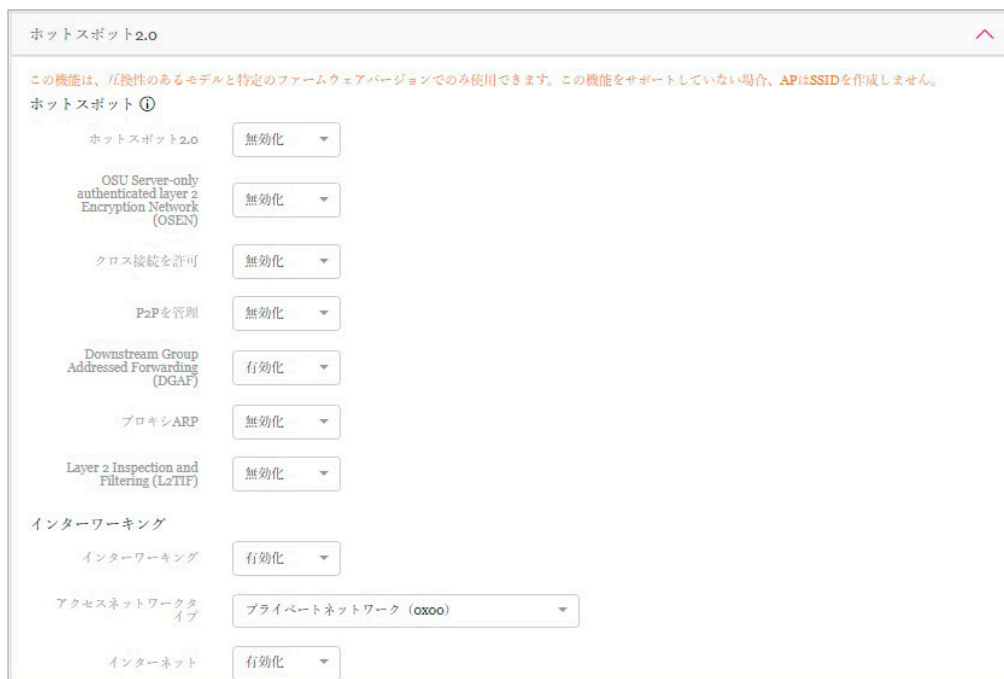 ホットスポット2.0
この機能は、互換性のあるモデルと特定のファームウェアバージョンでのみ使用できます。この機能をサポートしていない場合、APはSSIDを作成しません。
ホットスポット
ホットスポット2.0
無効化
OSU Server-only
authenticated layer 2
Encryption Network
(OSEN)
無効化
クロス接続を許可
無効化
P2Pを管理
無効化
Downstream Group
Addressed Forwarding
(DGAF)
有効化
プロキシARP
無効化
Layer 2 Inspection and
Filtering (L2TIF)
無効化
インターワーキング
インターワーキング
有効化
アクセスネットワークタ
イプ
プライベートネットワーク（0x00）
インターネット
有効化